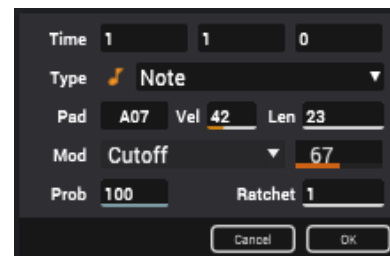 Time 1 1 0
Type Note
Pad A07 Vel 42 Len 23
Mod Cutoff 67
Prob 100 Ratchet 1
Cancel OK